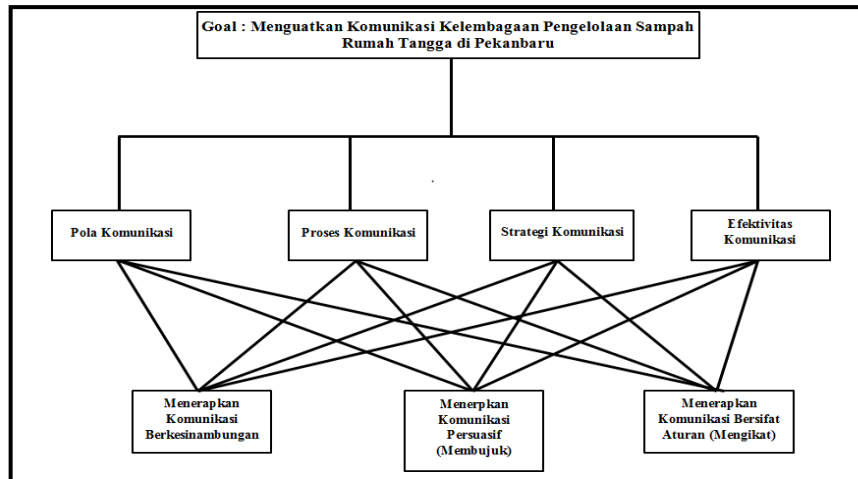 Goal : Menguatkan Komunikasi Kelembagaan Pengelolaan Sampah
Rumah Tangga di Pekanbaru
Pola Komunikasi
Proses Komunikasi
Strategi Komunikasi
Efektivitas
Komunikasi
Menerapkan
Komunikasi
Berkesinambungan
Menerpkan
Komunikasi
Persuasif
(Membujuk)
Menerapkan
Komunikasi Bersifat
Aturan (Mengikat)